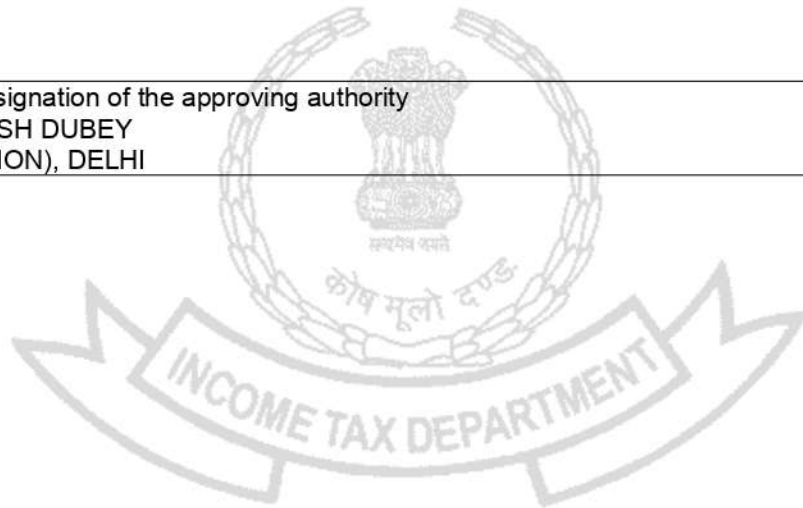 signation of the approving authority
SH DUBEY
ION), DELHI
सत्यमेव जयते
कोष मूलो दण्डः
INCOME TAX DEPARTMENT